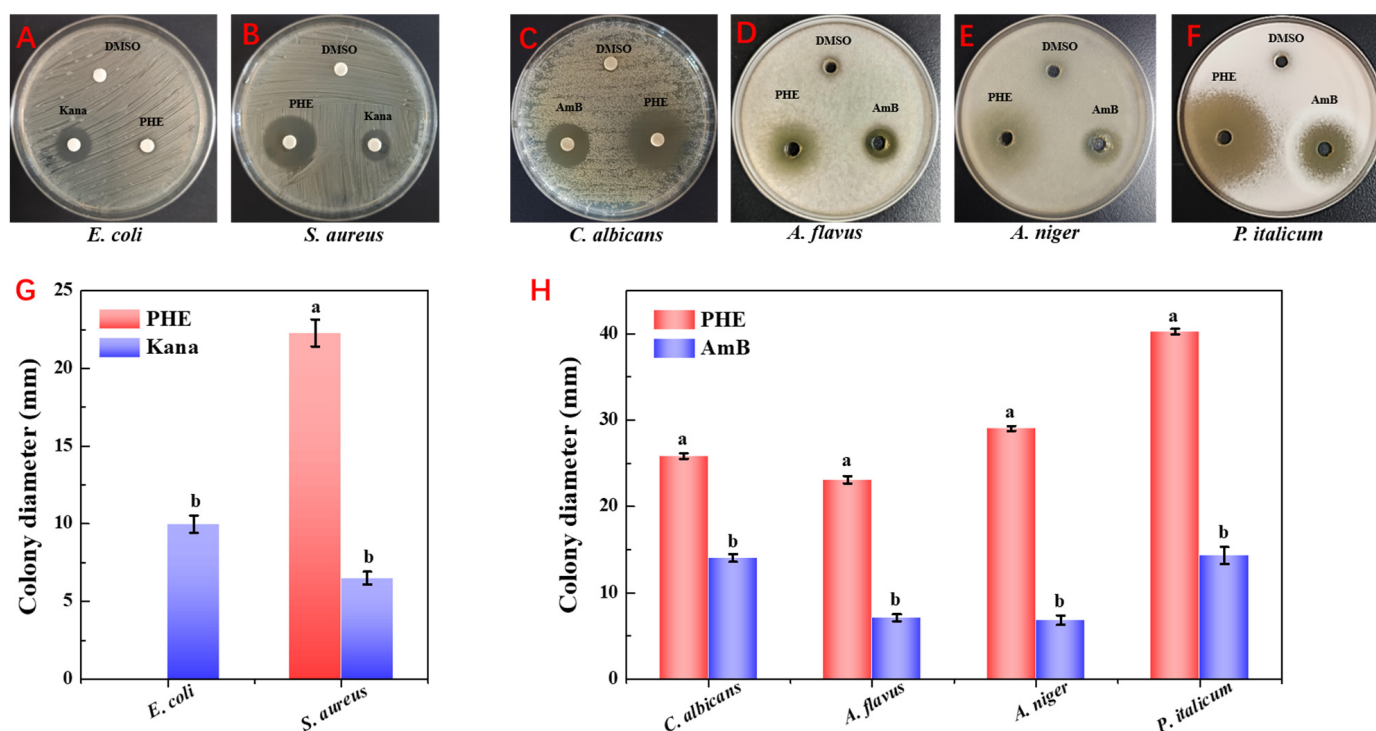 A
DMSO
Kana
PHE
E. coli
B
DMSO
PHE
Kana
S. aureus
C
DMSO
AmB
PHE
C. albicans
D
DMSO
PHE
AmB
A. flavus
E
DMSO
PHE
AmB
A. niger
F
DMSO
PHE
AmB
P. italicum
G
PHE
Kana
Colony diameter (mm)
25
20
15
10
5
0
b
a
b
E. coli
S. aureus
H
PHE
AmB
Colony diameter (mm)
40
30
20
10
0
a
b
a
b
a
b
a
b
C. albicans
A. flavus
A. niger
P. italicum